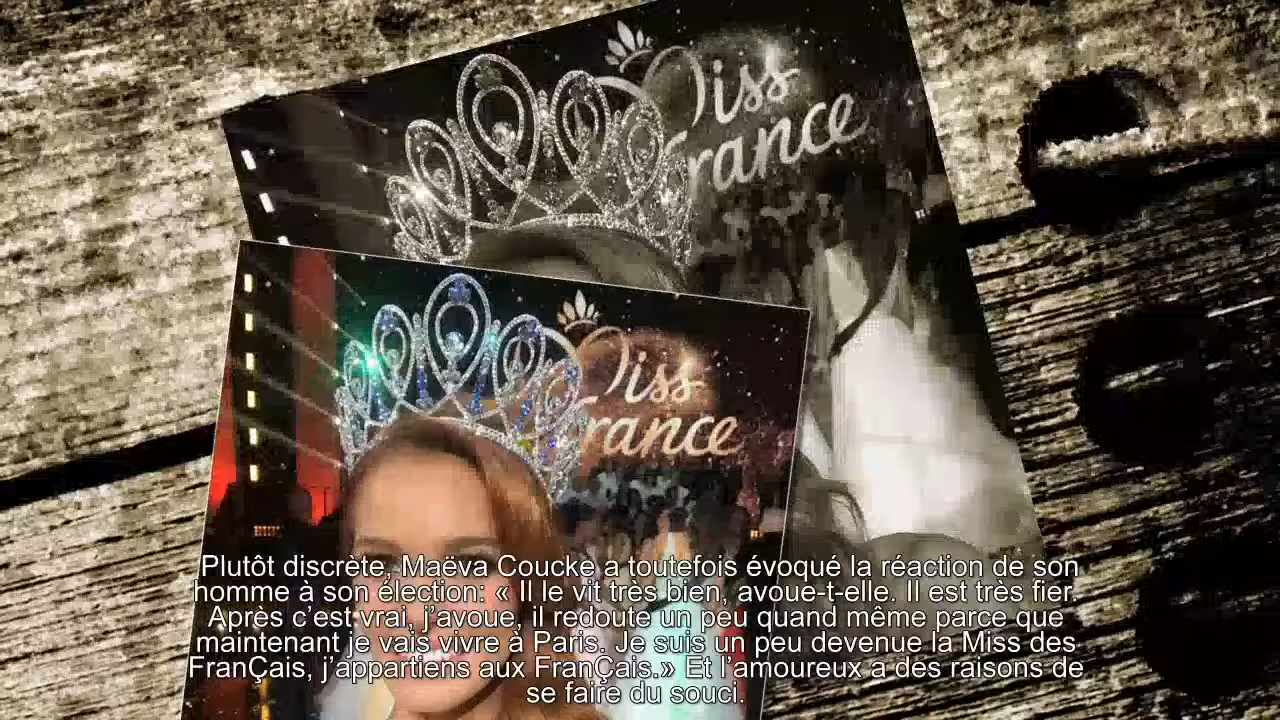 Miss
France
Miss
France
Plutôt discrète, Maëva Coucke a toutefois évoqué la réaction de son
homme à son élection: « Il le vit très bien, avoue-t-elle. Il est très fier.
Après c’est vrai, j’avoue, il redoute un peu quand même parce que
maintenant je vais vivre à Paris. Je suis un peu devenue la Miss des
FranÇais, j’appartiens aux FranÇais.» Et l’amoureux a des raisons de
se faire du souci.